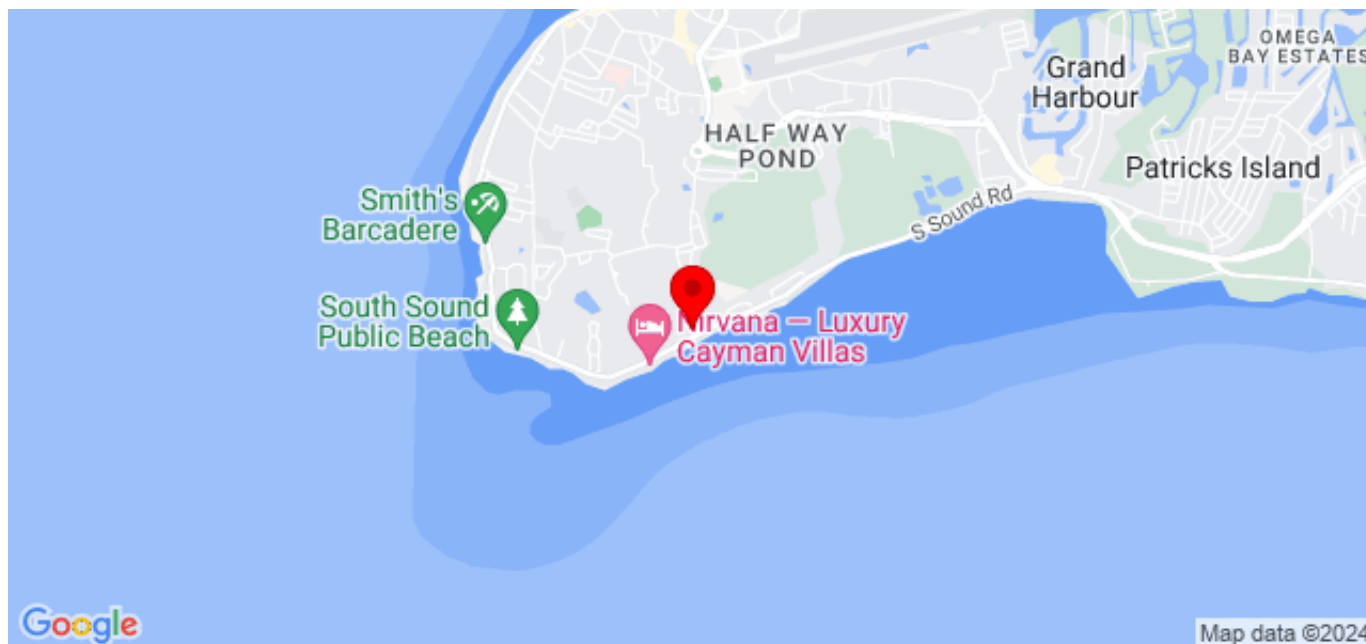 OMEGA
BAY ESTATES
Grand
Harbour
HALF WAY
POND
Patricks Island
Smith's
Barcadere
S Sound Rd
South Sound
Public Beach
Nirvana — Luxury
Cayman Villas
Google
Map data ©2024